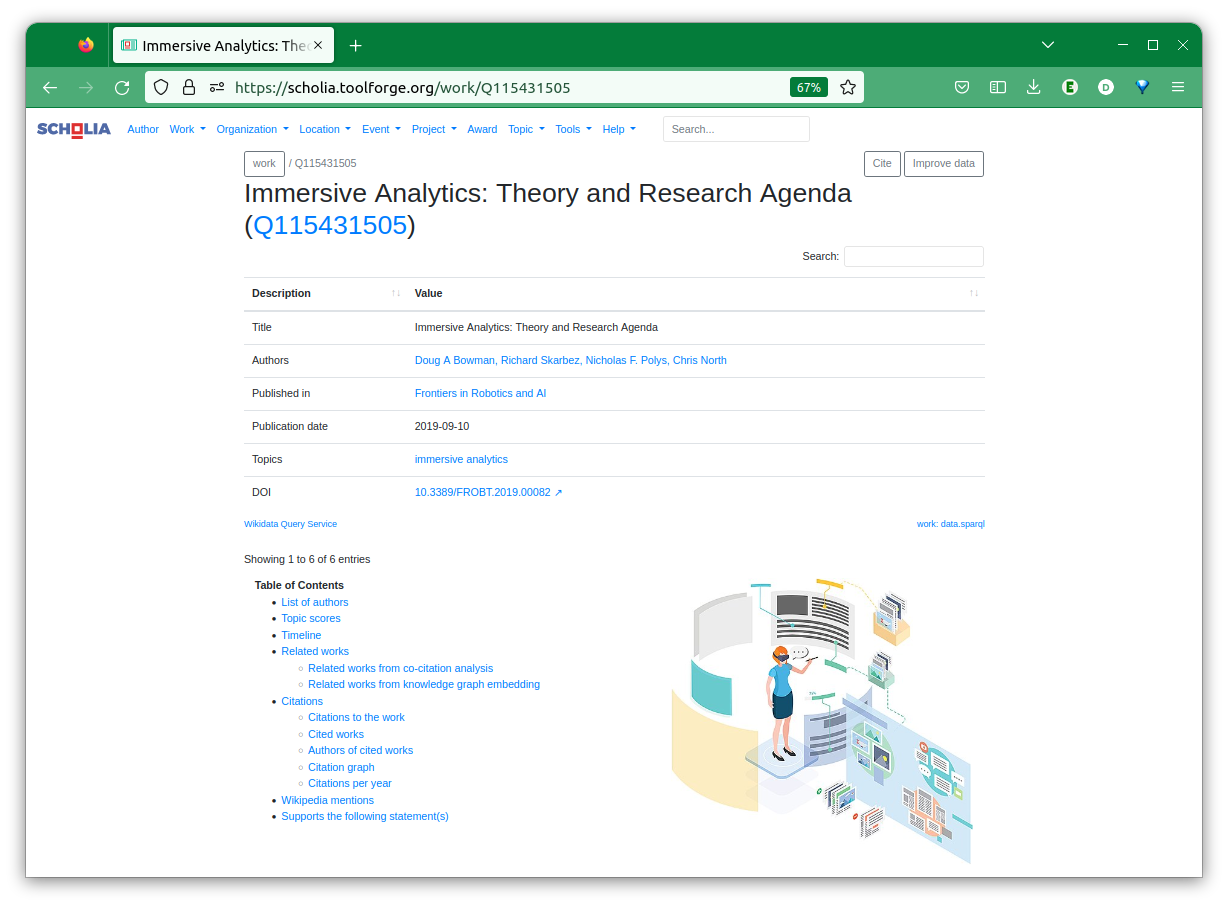 Immersive Analytics: The
https://scholia.toolforge.org/work/Q115431505 67%
SCHOLIA Author Work Organization Location Event Project Award Topic Tools Help Search...
work / Q115431505 Cite Improve data
Immersive Analytics: Theory and Research Agenda
(Q115431505)
Search:
Description Value
Title Immersive Analytics: Theory and Research Agenda
Authors Doug A Bowman, Richard Skarbez, Nicholas F. Polys, Chris North
Published in Frontiers in Robotics and AI
Publication date 2019-09-10
Topics immersive analytics
DOI 10.3389/FROBT.2019.00082 ↗
Wikidata Query Service work: data.sparql
Showing 1 to 6 of 6 entries
Table of Contents
List of authors
Topic scores
Timeline
Related works
Related works from co-citation analysis
Related works from knowledge graph embedding
Citations
Citations to the work
Cited works
Authors of cited works
Citation graph
Citations per year
Wikipedia mentions
Supports the following statement(s)